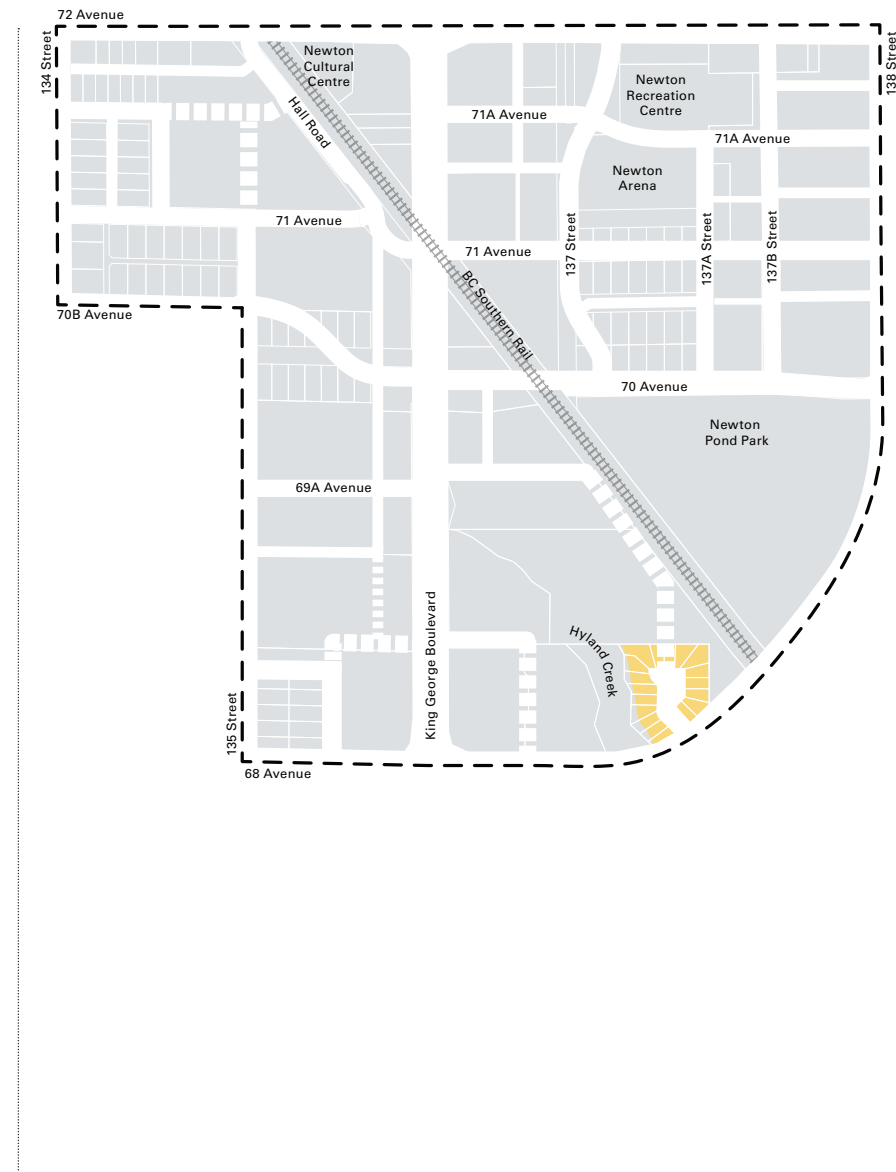 72 Avenue
134 Street
138 Street
Newton
Cultural
Centre
Hall Road
Newton
Recreation
Centre
71A Avenue
71A Avenue
Newton
Arena
71 Avenue
71 Avenue
137 Street
137A Street
137B Street
BC Southern Rail
70B Avenue
70 Avenue
Newton
Pond Park
69A Avenue
King George Boulevard
Hyland Creek
135 Street
68 Avenue